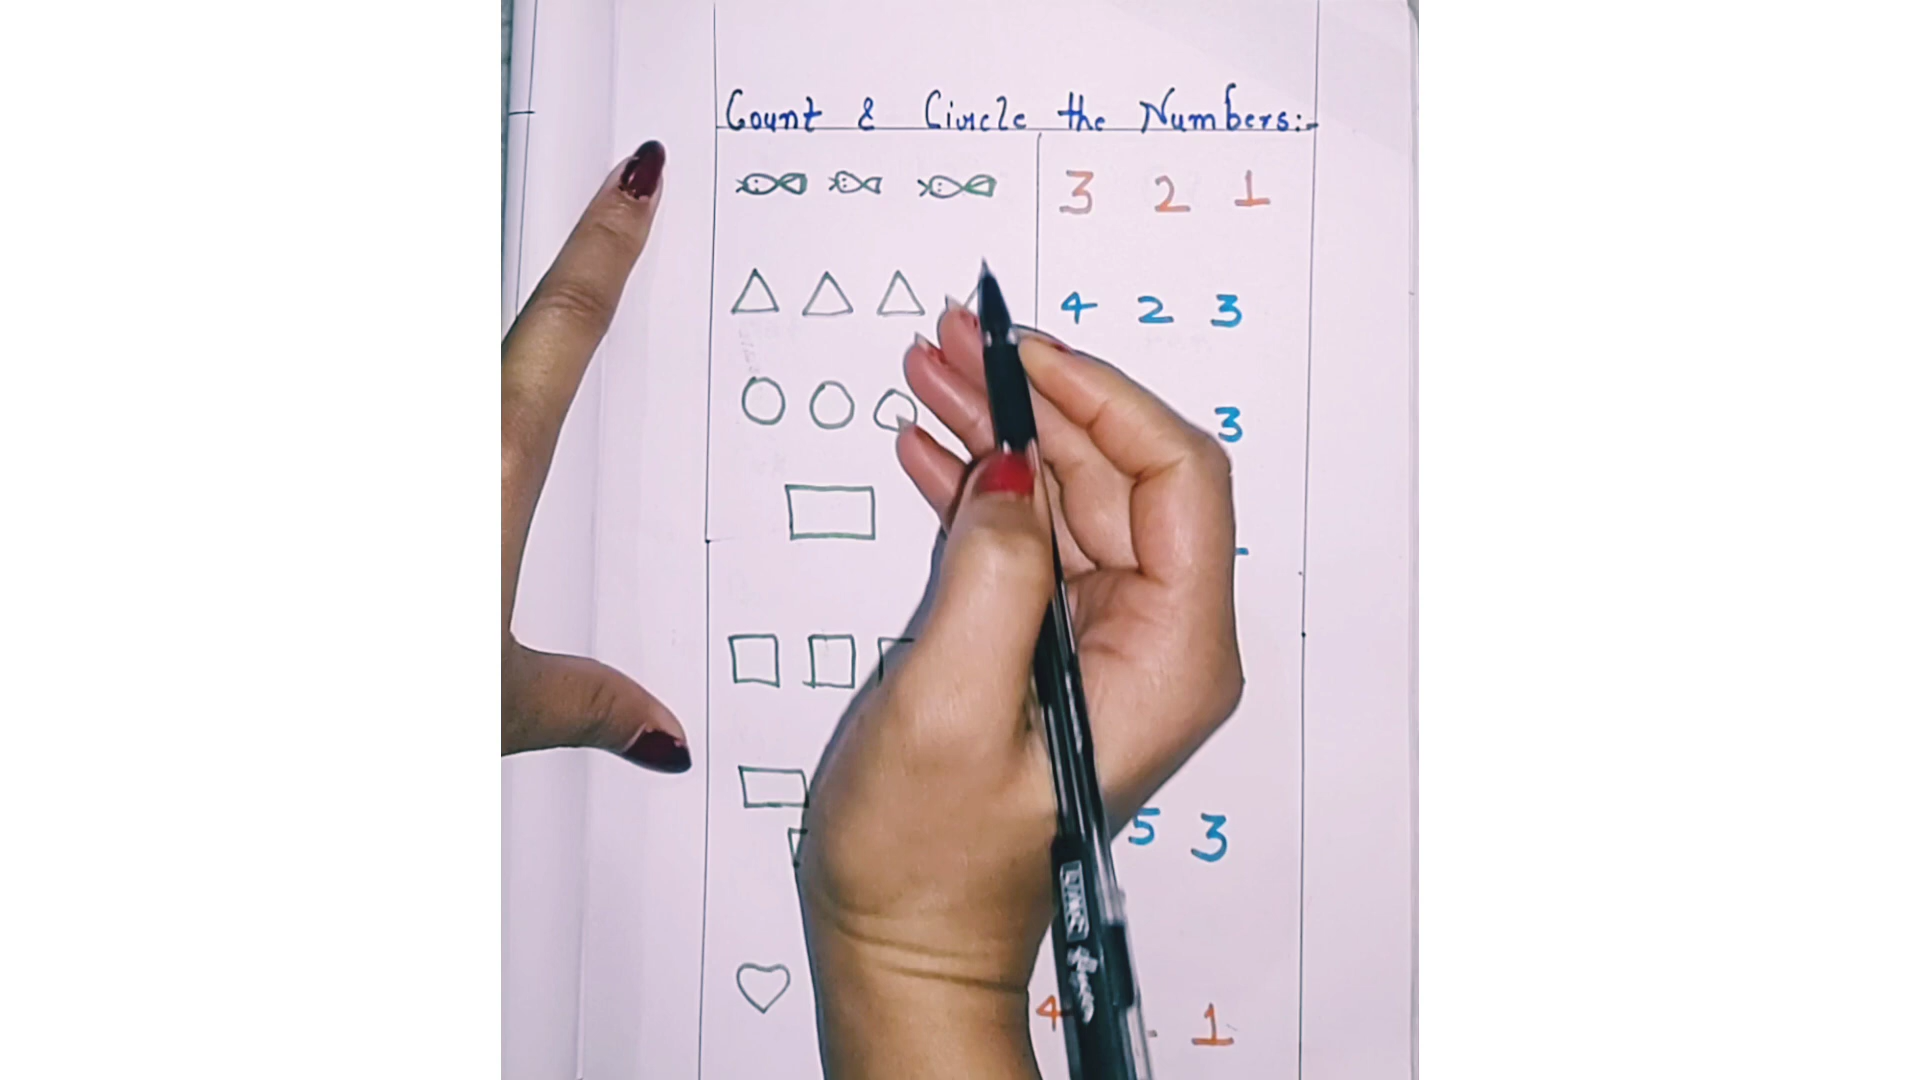 Count & Circle the Numbers:-
3 2 1
4 2 3
3
5 3
4 1